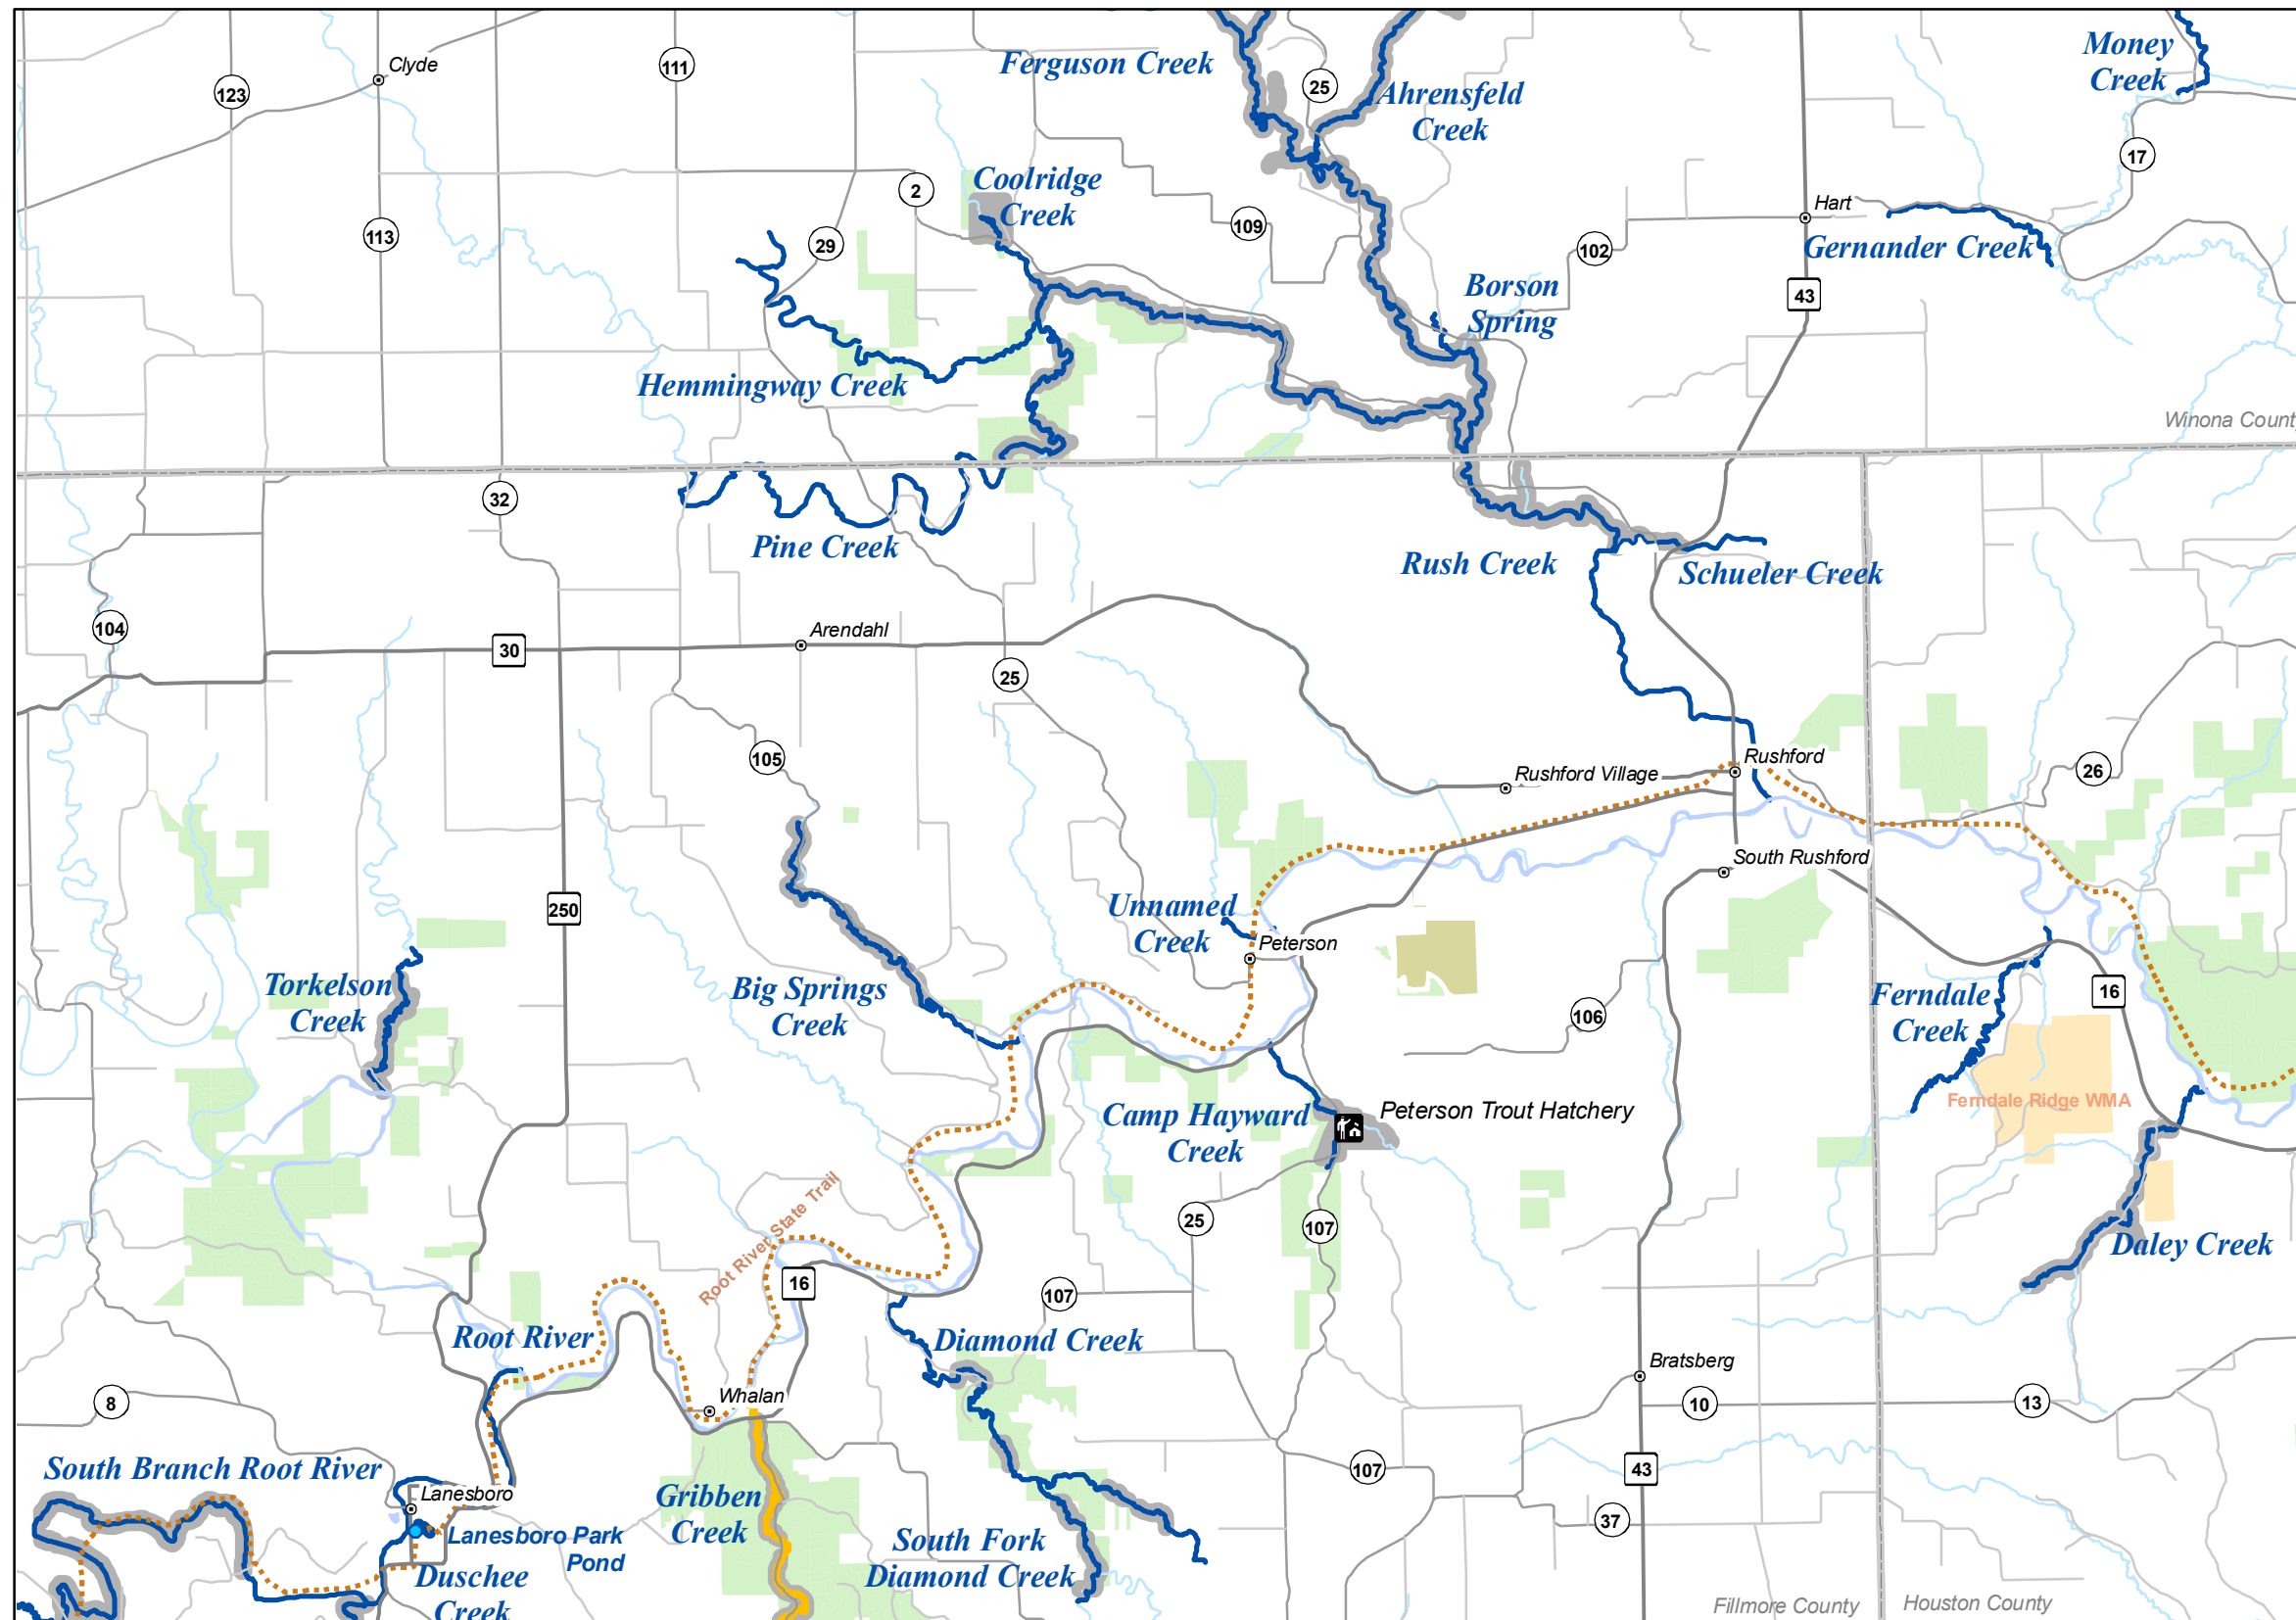 Clyde
123
111
Ferguson Creek
25
Ahrensfeld
Creek
Money
Creek
17
Coolridge
Creek
2
113
29
109
102
Hart
Gernander Creek
43
Borson
Spring
Hemmingway Creek
Winona County
32
Pine Creek
Rush Creek
Schueler Creek
104
30
Arendahl
25
105
Rushford Village
Rushford
26
South Rushford
250
Unnamed
Creek
Peterson
Torkelson
Creek
Big Springs
Creek
106
Ferndale
Creek
16
Ferndale Ridge WMA
Camp Hayward
Creek
Peterson Trout Hatchery
Root River State Trail
25
107
Daley Creek
16
107
Root River
Diamond Creek
Bratsberg
8
Whalan
10
13
South Branch Root River
Lanesboro
107
43
Gribben
Creek
Lanesboro Park
Pond
37
South Fork
Diamond Creek
Duschee
Creek
Fillmore County
Houston County